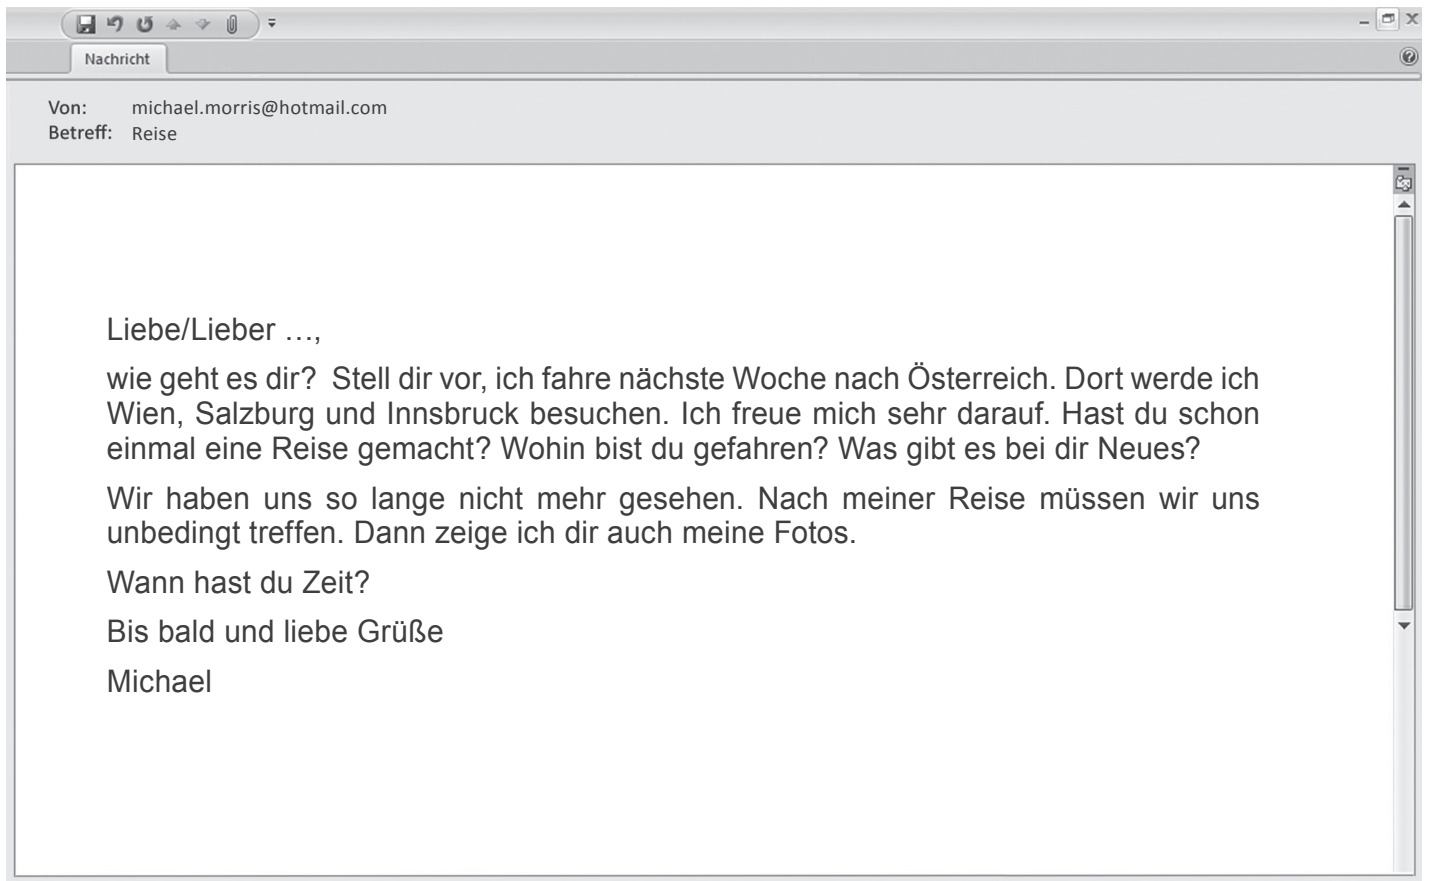 Nachricht
Von: michael.morris@hotmail.com
Betreff: Reise
Liebe/Lieber …,
wie geht es dir? Stell dir vor, ich fahre nächste Woche nach Österreich. Dort werde ich
Wien, Salzburg und Innsbruck besuchen. Ich freue mich sehr darauf. Hast du schon
einmal eine Reise gemacht? Wohin bist du gefahren? Was gibt es bei dir Neues?
Wir haben uns so lange nicht mehr gesehen. Nach meiner Reise müssen wir uns
unbedingt treffen. Dann zeige ich dir auch meine Fotos.
Wann hast du Zeit?
Bis bald und liebe Grüße
Michael